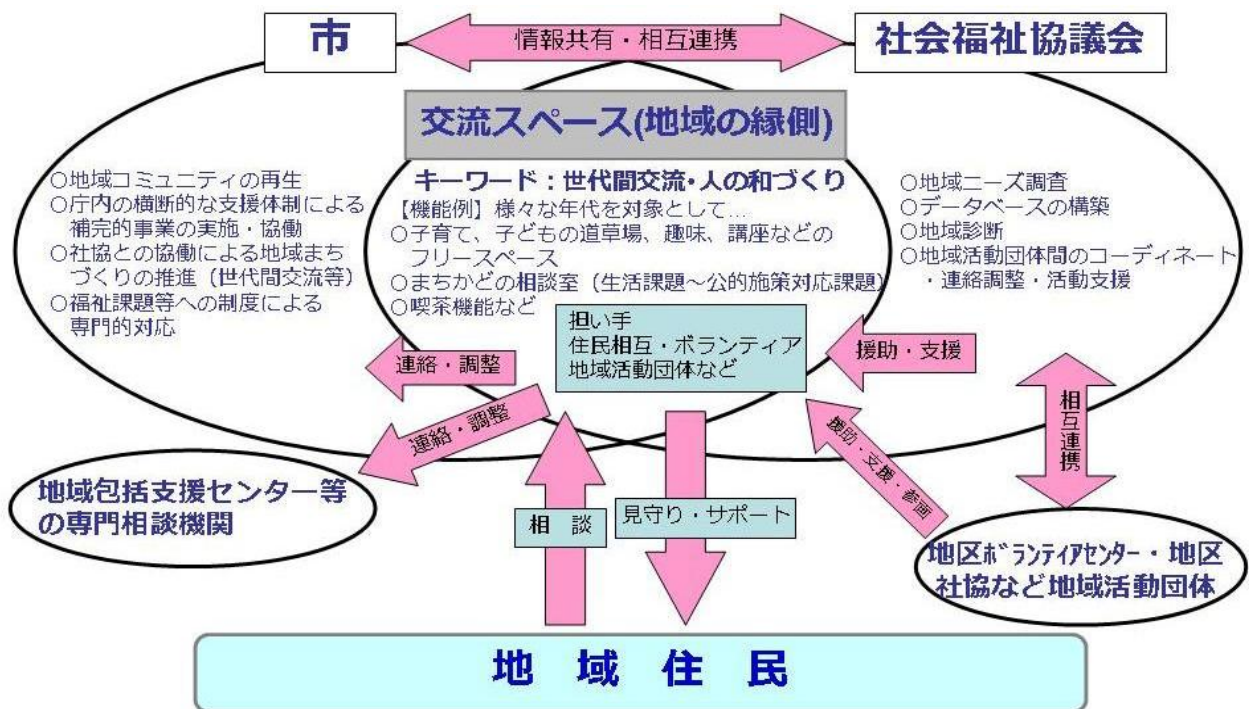 市
情報共有・相互連携
社会福祉協議会
交流スペース(地域の縁側)
○地域コミュニティの再生
○庁内の横断的な支援体制による
補完的事業の実施・協働
○社協との協働による地域まち
づくりの推進（世代間交流等）
○福祉課題等への制度による
専門的対応
キーワード：世代間交流・人の和づくり
【機能例】様々な年代を対象として…
○子育て、子どもの道草場、趣味、講座などの
フリースペース
○まちかどの相談室（生活課題～公的施策対応課題）
○喫茶機能など
○地域ニーズ調査
○データベースの構築
○地域診断
○地域活動団体間のコーディネート
・連絡調整・活動支援
担い手
住民相互・ボランティア
地域活動団体など
連絡・調整
援助・支援
連絡・調整
援助・支援・参画
相互連携
地域包括支援センター等
の専門相談機関
相　談
見守り・サポート
地区ﾎﾞﾗﾝﾃｨｱｾﾝﾀｰ・地区
社協など地域活動団体
地　域　住　民